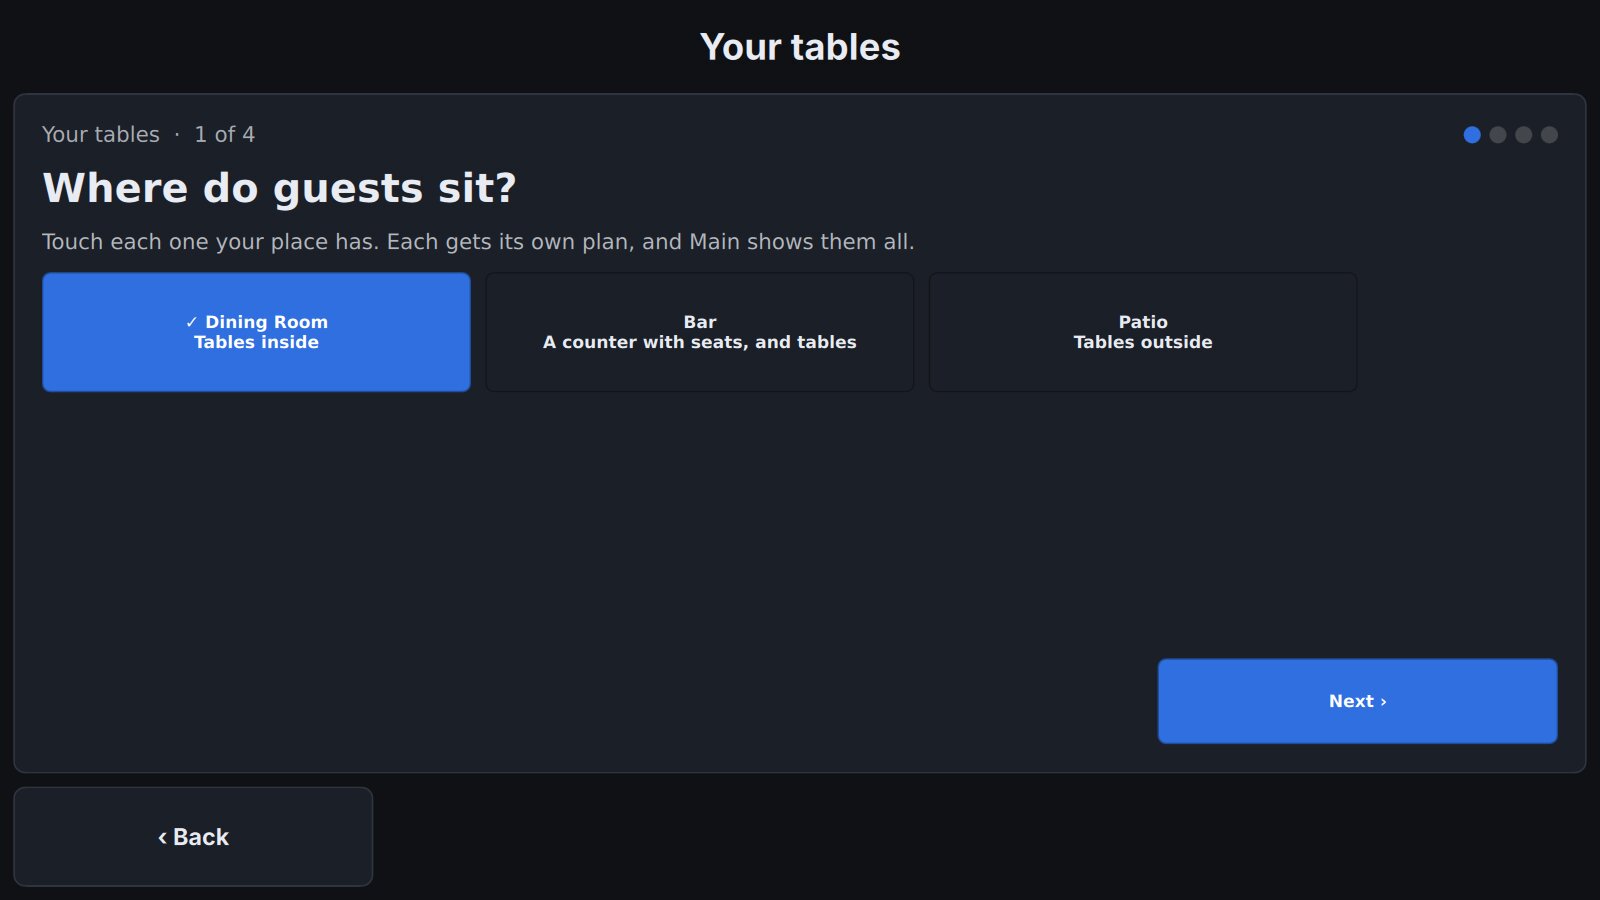 Your tables
Your tables · 1 of 4
Where do guests sit?
Touch each one your place has. Each gets its own plan, and Main shows them all.
✓ Dining Room
Tables inside
Bar
A counter with seats, and tables
Patio
Tables outside
Next ›
‹ Back